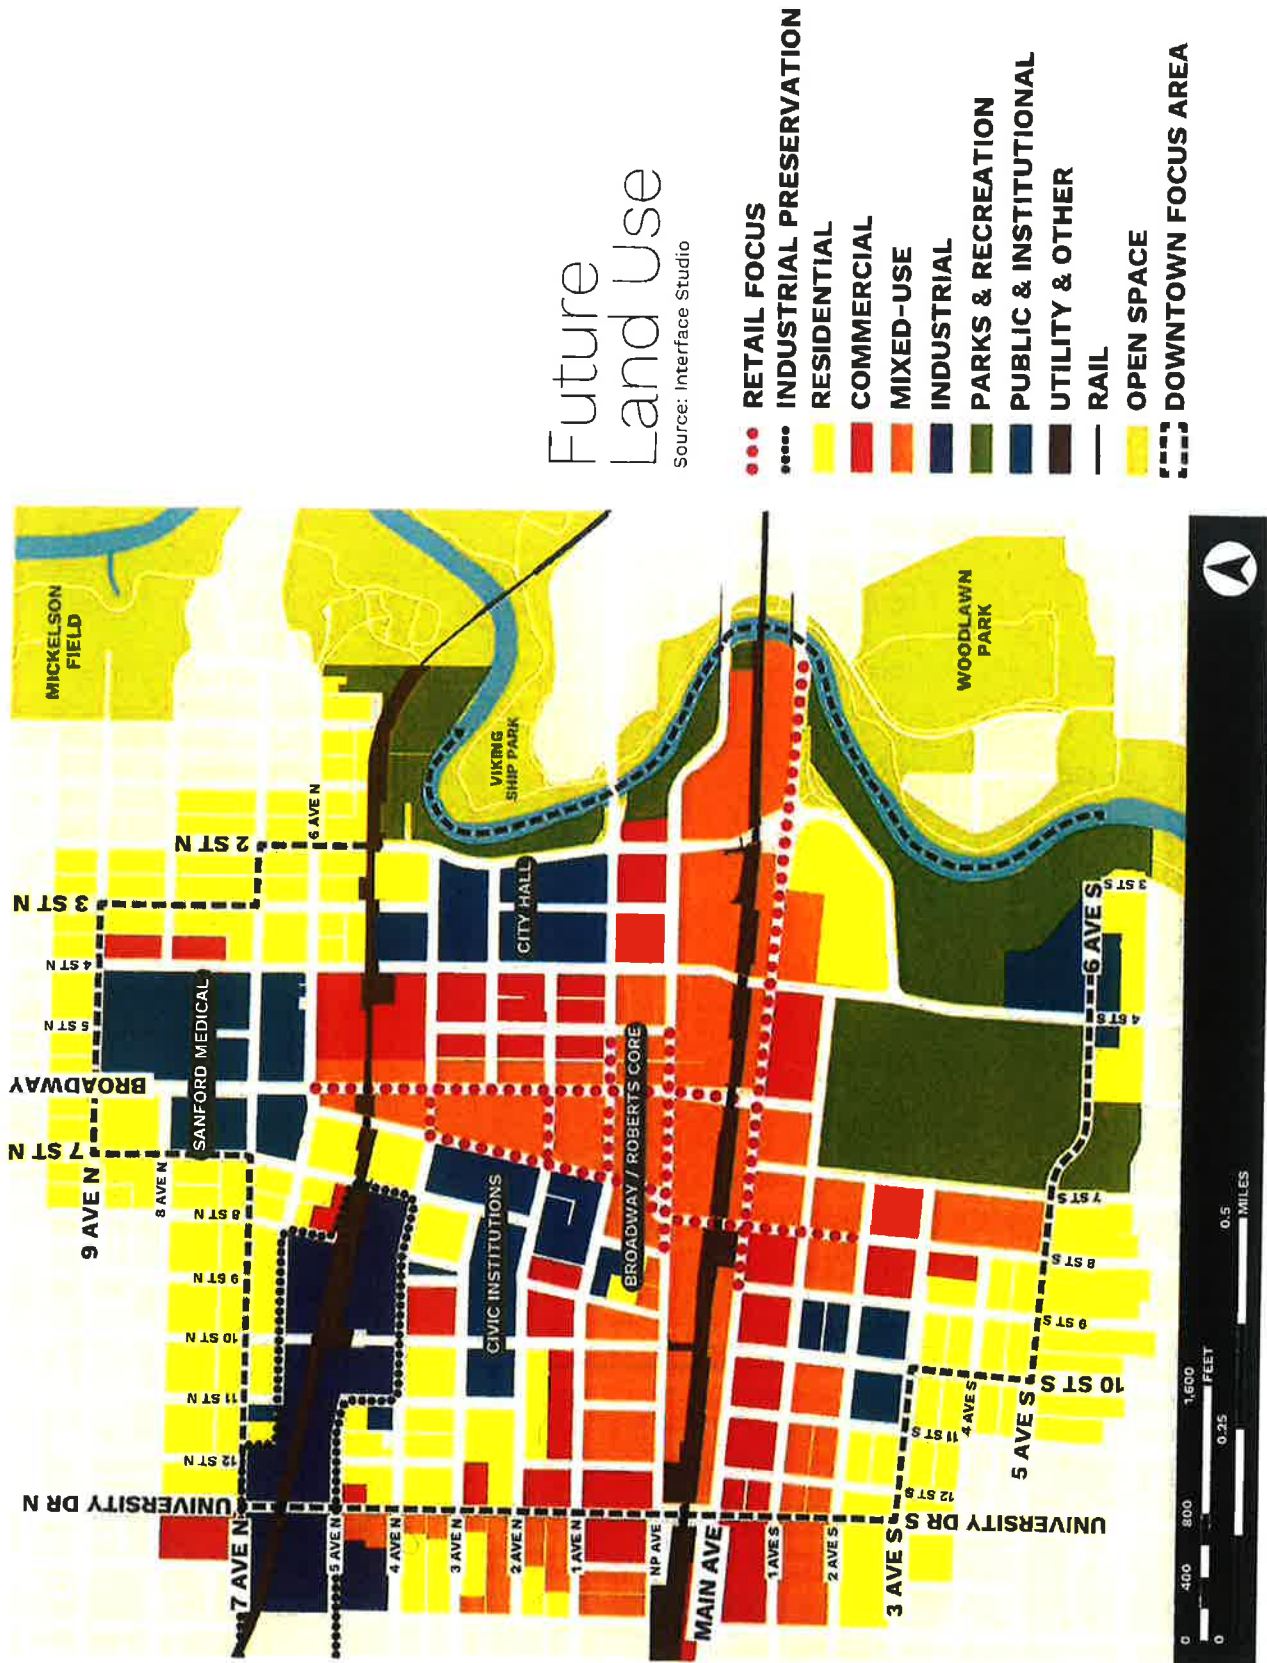 Future
Land Use
Source: Interface Studio
RETAIL FOCUS
INDUSTRIAL PRESERVATION
RESIDENTIAL
COMMERCIAL
MIXED-USE
INDUSTRIAL
PARKS & RECREATION
PUBLIC & INSTITUTIONAL
UTILITY & OTHER
RAIL
OPEN SPACE
DOWNTOWN FOCUS AREA
MICKELSON
FIELD
VIKING
SHIP PARK
WOODLAWN
PARK
SANFORD MEDICAL
CITY HALL
CIVIC INSTITUTIONS
BROADWAY / ROBERTS CORE
9 AVE N
8 AVE N
7 AVE N
6 AVE N
5 AVE N
4 AVE N
3 AVE N
2 AVE N
1 AVE N
NP AVE
MAIN AVE
1 AVE S
2 AVE S
3 AVE S
4 AVE S
5 AVE S
6 AVE S
UNIVERSITY DR N
12 ST N
11 ST N
10 ST N
9 ST N
8 ST N
7 ST N
BROADWAY
5 ST N
4 ST N
3 ST N
2 ST N
UNIVERSITY DR S
12 ST S
11 ST S
10 ST S
9 ST S
8 ST S
7 ST S
4 ST S
3 ST S
0 400 800 1,600
FEET
0 0.25 0.5
MILES